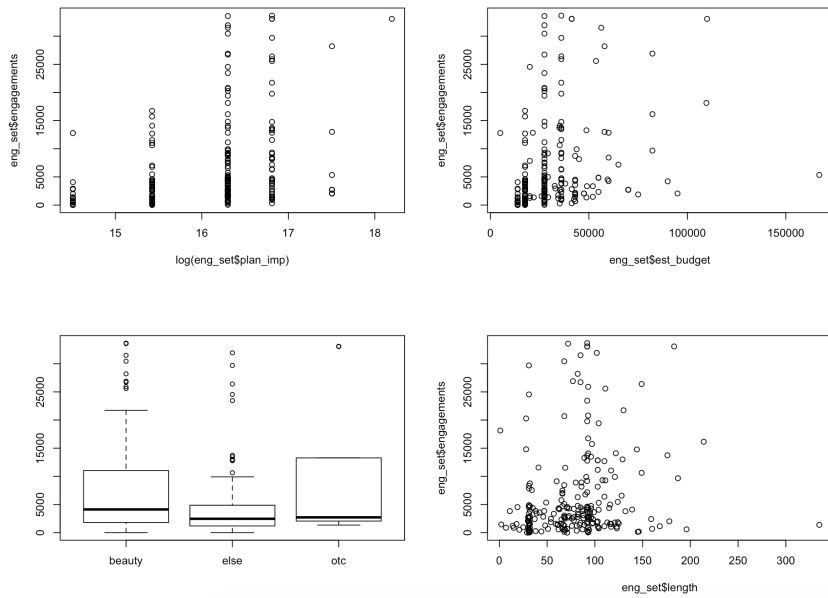 eng_set$engagements
0 5000 15000 25000
15 16 17 18
log(eng_set$plan_imp)
eng_set$engagements
0 5000 15000 25000
0 50000 100000 150000
eng_set$est_budget
0 5000 15000 25000
beauty else otc
eng_set$engagements
0 5000 15000 25000
0 50 100 150 200 250 300
eng_set$length